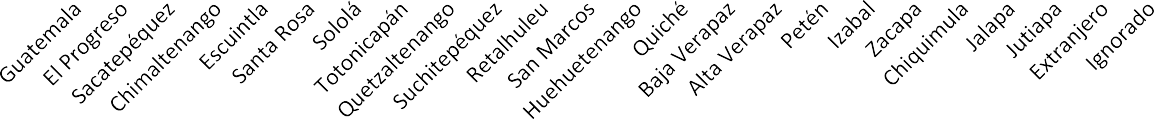 Guatemala
El Progreso
Sacatepéquez
Chimaltenango
Escuintla
Santa Rosa
Sololá
Totonicapán
Quetzaltenango
Suchitepéquez
Retalhuleu
San Marcos
Huehuetenango
Quiché
Baja Verapaz
Alta Verapaz
Petén
Izabal
Zacapa
Chiquimula
Jalapa
Jutiapa
Extranjero
Ignorado